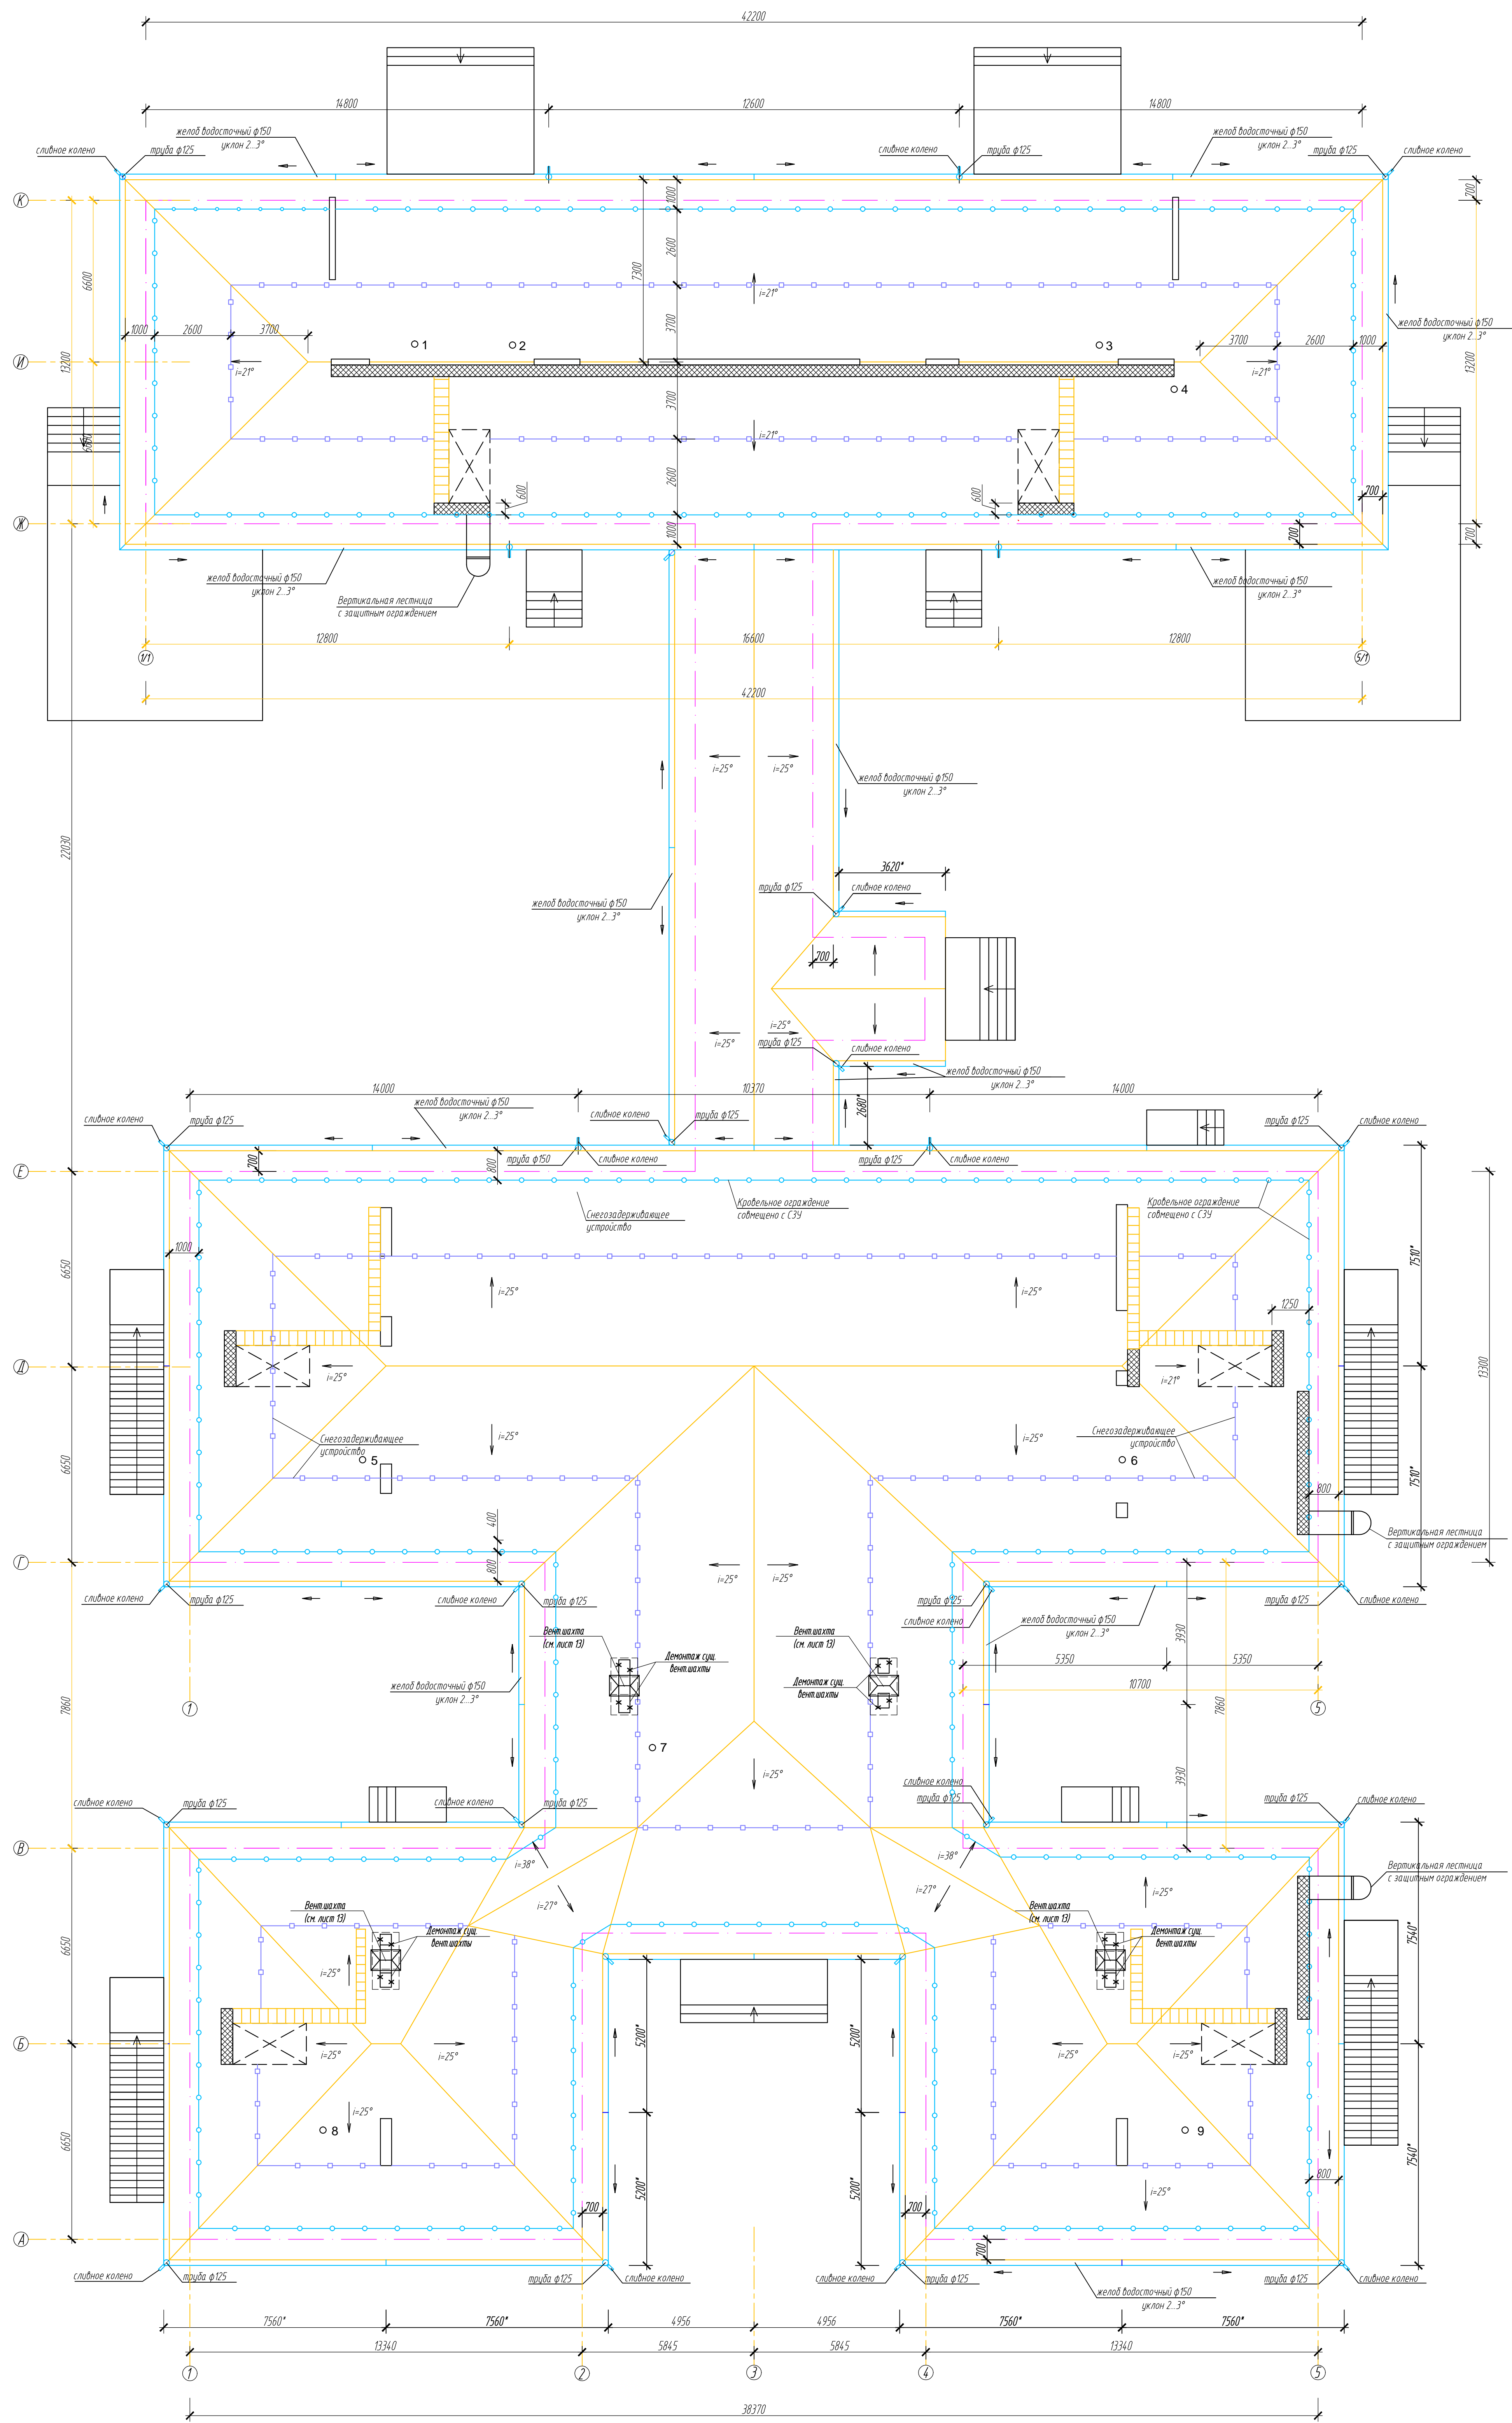 42200
14800
12600
14800
желоб водосточный ф150
уклон 2...3°
сливное колено
труба ф125
сливное колено
труба ф125
желоб водосточный ф150
уклон 2...3°
труба ф125
сливное колено
К
700
1000
2600
7300
6600
13200
i=21°
1000
2600
3700
3700
1
2
3
3700
2600
1000
желоб водосточный ф150
уклон 2...3°
И
i=21°
i=21°
13200
4
3700
6600
i=21°
2600
600
600
700
Ж
1000
700
700
желоб водосточный ф150
уклон 2...3°
Вертикальная лестница
с защитным ограждением
желоб водосточный ф150
уклон 2...3°
12800
16600
12800
1/1
5/1
42200
i=25°
i=25°
желоб водосточный ф150
уклон 2...3°
22030
3620*
труба ф125
сливное колено
желоб водосточный ф150
уклон 2...3°
700
i=25°
i=25°
труба ф125
сливное колено
желоб водосточный ф150
уклон 2...3°
14000
10370
14000
2680*
желоб водосточный ф150
уклон 2...3°
сливное колено
труба ф125
сливное колено
труба ф125
труба ф125
сливное колено
700
800
труба ф150
сливное колено
труба ф125
сливное колено
Е
Снегозадерживающее
устройство
Кровельное ограждение
совмещено с СЗУ
Кровельное ограждение
совмещено с СЗУ
1000
6650
7510*
i=25°
i=25°
1250
13300
Д
i=25°
i=21°
i=25°
i=25°
Снегозадерживающее
устройство
Снегозадерживающее
устройство
5
6
6650
7510*
800
400
Вертикальная лестница
с защитным ограждением
Г
800
i=25°
i=25°
сливное колено
труба ф125
сливное колено
труба ф125
труба ф125
сливное колено
труба ф125
сливное колено
желоб водосточный ф150
уклон 2...3°
3930
Вент.шахта
(см. лист 13)
Демонтаж сущ.
вент.шахты
Вент.шахта
(см. лист 13)
Демонтаж сущ.
вент.шахты
5350
5350
желоб водосточный ф150
уклон 2...3°
10700
1
5
7860
7860
7
i=25°
3930
сливное колено
труба ф125
сливное колено
труба ф125
сливное колено
труба ф125
труба ф125
сливное колено
В
i=38°
i=38°
i=27°
i=27°
Вертикальная лестница
с защитным ограждением
i=25°
Вент.шахта
(см. лист 13)
Демонтаж сущ.
вент.шахты
Вент.шахта
(см. лист 13)
Демонтаж сущ.
вент.шахты
6650
7540*
i=25°
Б
i=25°
i=25°
5200*
5200*
i=25°
i=25°
i=25°
8
9
6650
7540*
5200*
5200*
800
i=25°
700
700
А
700
сливное колено
труба ф125
труба ф125
сливное колено
сливное колено
труба ф125
труба ф125
сливное колено
желоб водосточный ф150
уклон 2...3°
7560*
7560*
4956
4956
7560*
7560*
13340
5845
5845
13340
1
2
3
4
5
38370